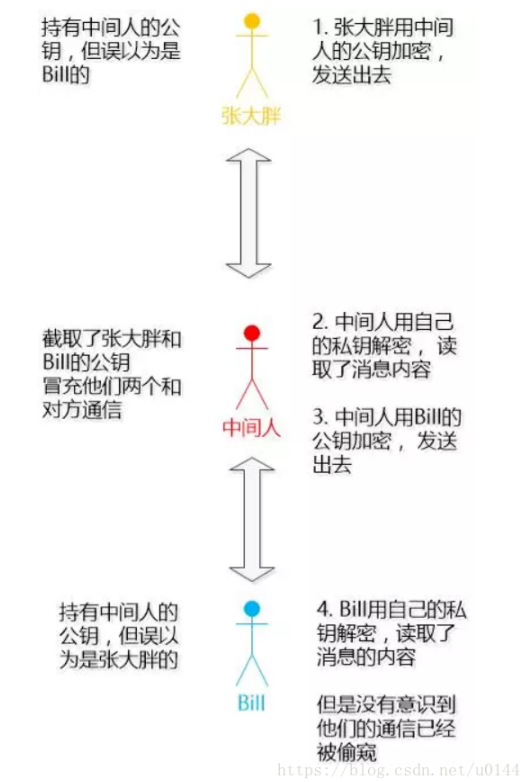 持有中间人的公
钥，但误以为是
Bill的
1. 张大胖用中间
人的公钥加密，
发送出去
张大胖
截取了张大胖和
Bill的公钥
冒充他们两个和
对方通信
2. 中间人用自己
的私钥解密， 读
取了消息内容
3. 中间人用Bill的
公钥加密， 发送
出去
中间人
持有中间人的
公钥，但误以
为是张大胖的
4. Bill用自己的私
钥解密，读取了
消息的内容
但是没有意识到
他们的通信已经
被偷窥
Bill
https://blog.csdn.net/u0144